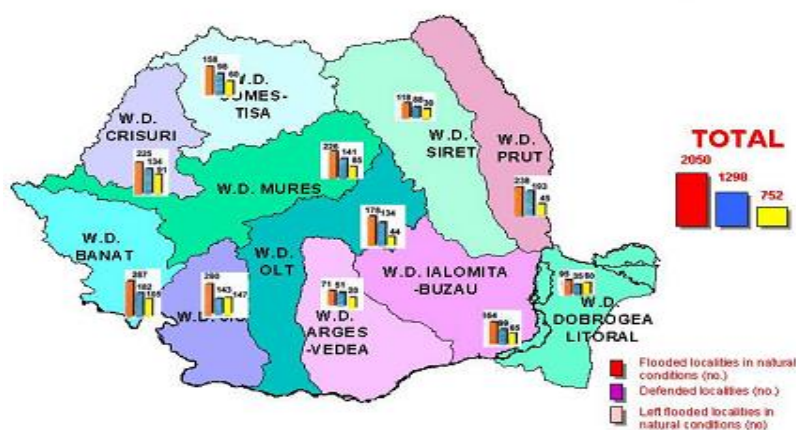 158 98 60
W.D.
SOMES-
TISA
W.D.
CRISURI
225 134 91
226 141 85
W.D. MURES
118 88 30
W.D.
SIRET
W.D.
PRUT
238 193 45
TOTAL
2050
1298
752
178 134 44
W.D.
OLT
W.D.
BANAT
287 182 105
290 143 147
71 51 20
W.D.
ARGES
-VEDEA
W.D. IALOMITA
-BUZAU
164 99 65
95 35 60
W.D.
DOBROGEA
LITORAL
Flooded localities in natural
conditions (no.)
Defended localities (no.)
Left flooded localities in
natural conditions (no)